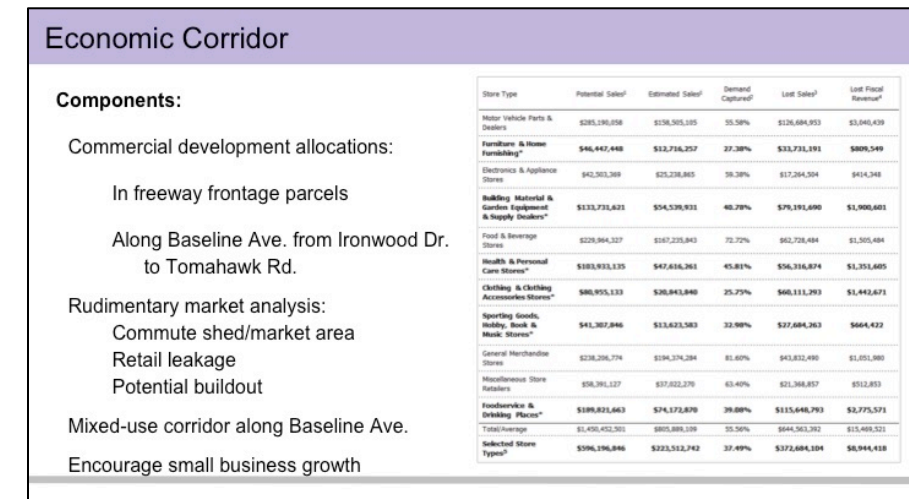 Economic Corridor
Components:
Commercial development allocations:
In freeway frontage parcels
Along Baseline Ave. from Ironwood Dr.
to Tomahawk Rd.
Rudimentary market analysis:
Commute shed/market area
Retail leakage
Potential buildout
Mixed-use corridor along Baseline Ave.
Encourage small business growth
Store Type Potential Sales¹ Estimated Sales¹ Demand Captured² Lost Sales³ Lost Fiscal Revenue⁴
Motor Vehicle Parts & Dealers $285,190,058 $158,505,105 55.58% $126,684,953 $3,040,439
Furniture & Home Furnishing* $46,447,448 $12,716,257 27.38% $33,731,191 $809,549
Electronics & Appliance Stores $42,503,369 $25,238,865 59.38% $17,264,504 $414,348
Building Material & Garden Equipment & Supply Dealers* $133,731,621 $54,539,931 40.78% $79,191,690 $1,900,601
Food & Beverage Stores $229,964,327 $167,235,843 72.72% $62,728,484 $1,505,484
Health & Personal Care Stores* $103,933,135 $47,616,261 45.81% $56,316,874 $1,351,605
Clothing & Clothing Accessories Stores* $80,955,133 $20,843,840 25.75% $60,111,293 $1,442,671
Sporting Goods, Hobby, Book & Music Stores* $41,307,846 $13,623,583 32.98% $27,684,263 $664,422
General Merchandise Stores $238,206,774 $194,374,284 81.60% $43,832,490 $1,051,980
Miscellaneous Store Retailers $58,391,127 $37,022,270 63.40% $21,368,857 $512,853
Foodservice & Drinking Places* $189,821,663 $74,172,870 39.08% $115,648,793 $2,775,571
Total/Average $1,450,452,501 $805,889,109 55.56% $644,563,392 $15,469,521
Selected Store Types⁵ $596,196,846 $223,512,742 37.49% $372,684,104 $8,944,418